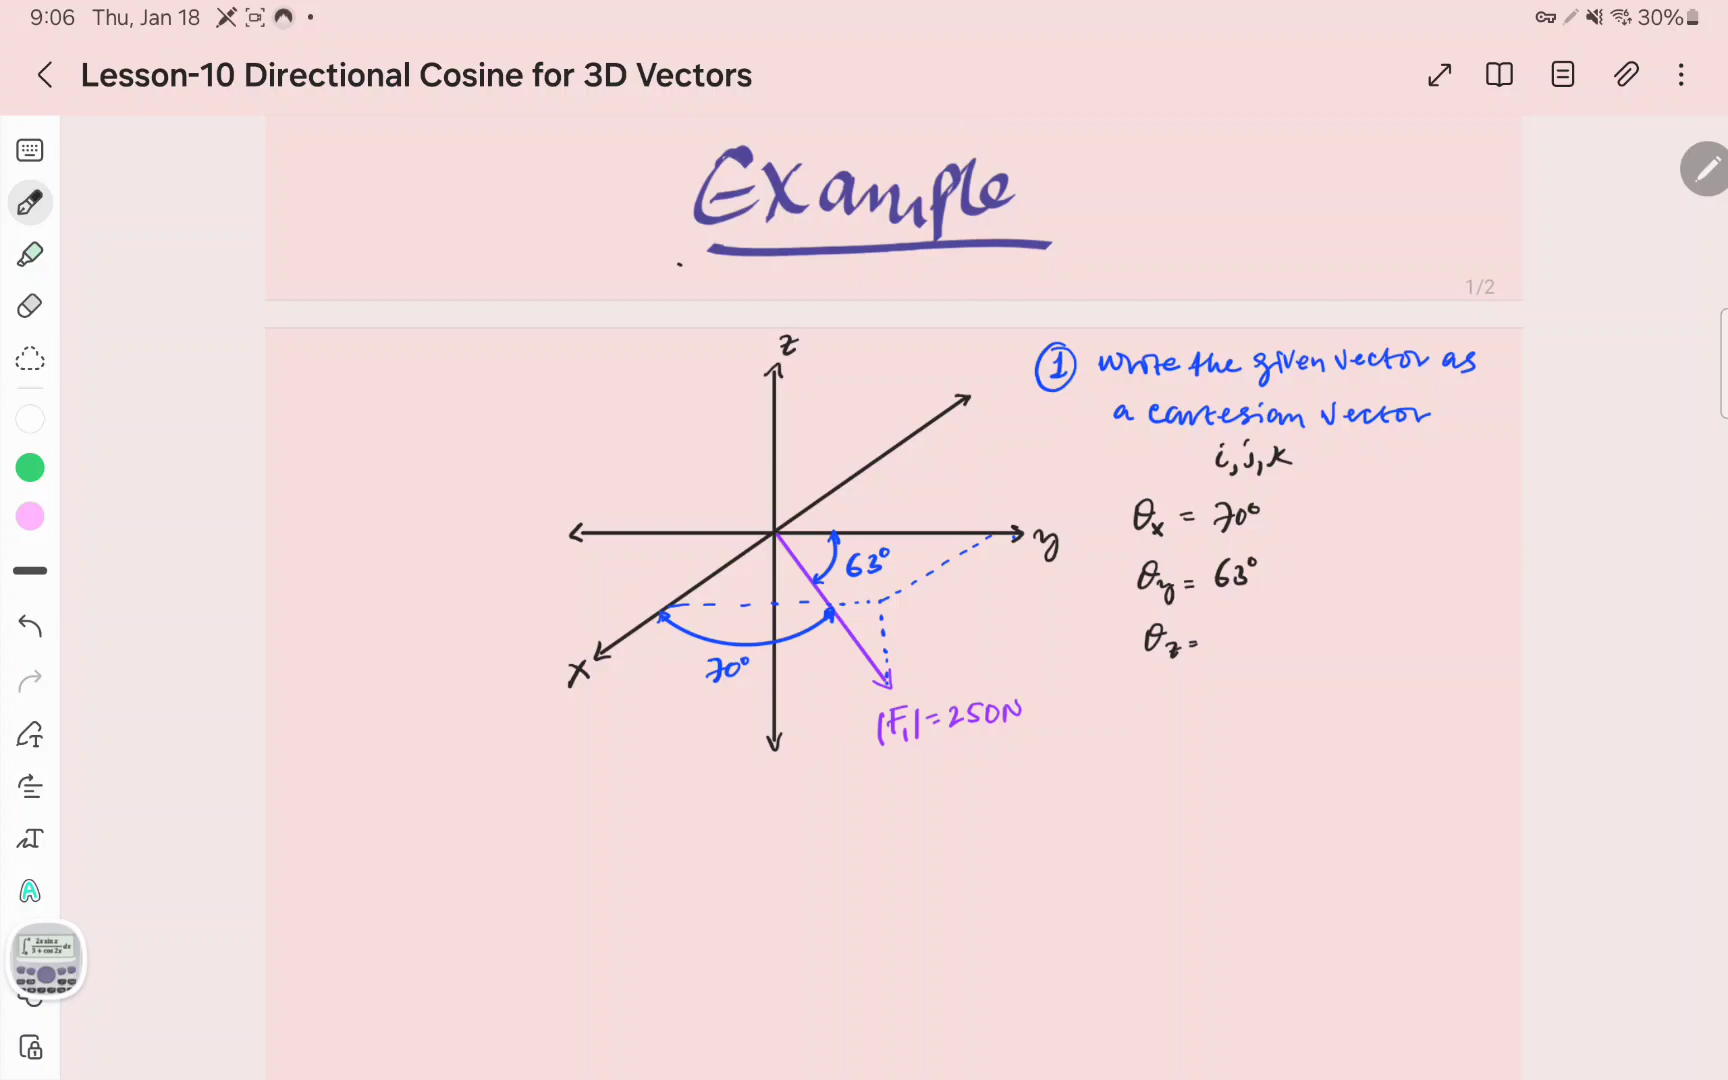 9:06 Thu, Jan 18
30%
Lesson-10 Directional Cosine for 3D Vectors
Example
1/2
z
① write the given vector as
a cartesian vector
i, j, k
θx = 70°
y
63°
θy = 63°
θz =
x
70°
|F₁| = 250N